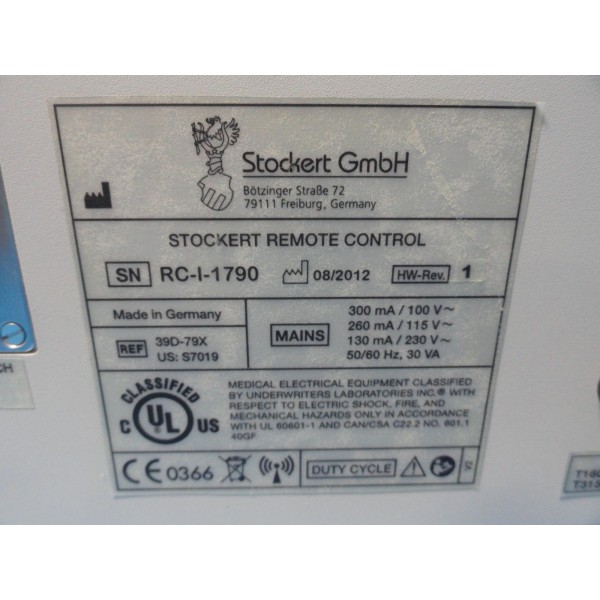 Stockert GmbH
Bötzinger Straße 72
79111 Freiburg, Germany
STOCKERT REMOTE CONTROL
SN RC-I-1790 08/2012 HW-Rev. 1
Made in Germany
REF 39D-79X
US: S7019
MAINS
300 mA / 100 V~
260 mA / 115 V~
130 mA / 230 V~
50/60 Hz, 30 VA
CLASSIFIED
C UL US
MEDICAL ELECTRICAL EQUIPMENT CLASSIFIED
BY UNDERWRITERS LABORATORIES INC.® WITH
RESPECT TO ELECTRIC SHOCK, FIRE, AND
MECHANICAL HAZARDS ONLY IN ACCORDANCE
WITH UL 60601-1 AND CAN/CSA C22.2 NO. 601.1
40GF
CE 0366
DUTY CYCLE
CH